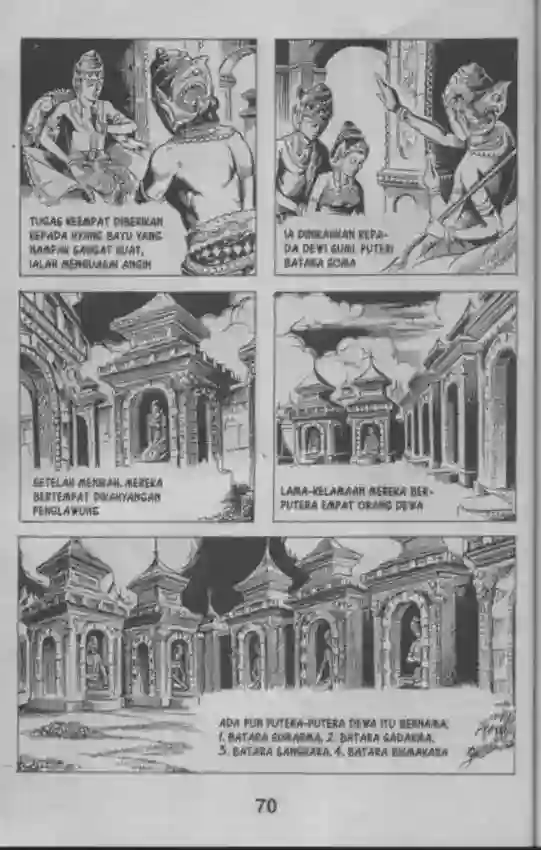 TUGAS KEEMPAT DIBERIKAN
KEPADA HYANG BAYU YANG
NAMPAK SANGAT KUAT,
IALAH MENGUASAI ANGIN
IA DINIKAHKAN KEPA-
DA DEWI SUMI, PUTERI
BATARA SOMA
SETELAH MENIKAH, MEREKA
BERTEMPAT DIKAHYANGAN
PENGLAWUNG
LAMA-KELAMAAN MEREKA BER-
PUTERA EMPAT ORANG DEWA
ADA PUN PUTERA-PUTERA DEWA ITU BERNAMA:
1. BATARA SUMARMA, 2. BATARA SADAKRA,
3. BATARA SANGKARA, 4. BATARA BISMAKARA
70